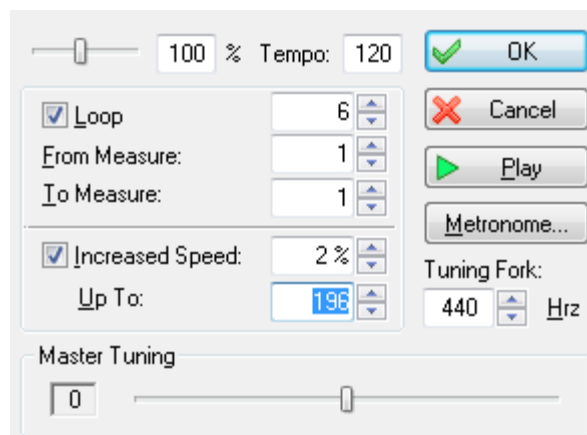 100 % Tempo: 120
OK
Loop 6
Cancel
From Measure: 1
Play
To Measure: 1
Metronome...
Increased Speed: 2 %
Tuning Fork:
Up To: 196
440 Hrz
Master Tuning
0